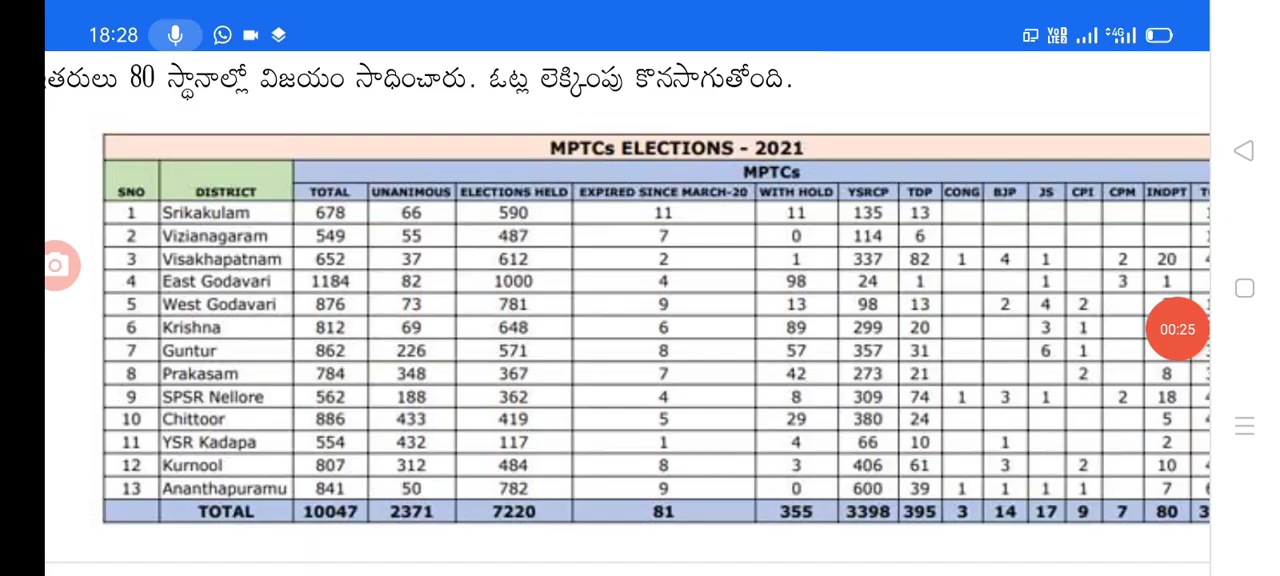 18:28 VoD LTE 4G
తరులు 80 స్థానాల్లో విజయం సాధించారు. ఓట్ల లెక్కింపు కొనసాగుతోంది.
MPTCs ELECTIONS - 2021
MPTCs
SNO DISTRICT TOTAL UNANIMOUS ELECTIONS HELD EXPIRED SINCE MARCH-20 WITH HOLD YSRCP TDP CONG BJP JS CPI CPM INDPT
1 Srikakulam 678 66 590 11 11 135 13
2 Vizianagaram 549 55 487 7 0 114 6
3 Visakhapatnam 652 37 612 2 1 337 82 1 4 1 2 20
4 East Godavari 1184 82 1000 4 98 24 1 1 3 1
5 West Godavari 876 73 781 9 13 98 13 2 4 2
6 Krishna 812 69 648 6 89 299 20 3 1
00:25
7 Guntur 862 226 571 8 57 357 31 6 1
8 Prakasam 784 348 367 7 42 273 21 2 8
9 SPSR Nellore 562 188 362 4 8 309 74 1 3 1 2 18
10 Chittoor 886 433 419 5 29 380 24 5
11 YSR Kadapa 554 432 117 1 4 66 10 1 2
12 Kurnool 807 312 484 8 3 406 61 3 2 10
13 Ananthapuramu 841 50 782 9 0 600 39 1 1 1 1 7
TOTAL 10047 2371 7220 81 355 3398 395 3 14 17 9 7 80